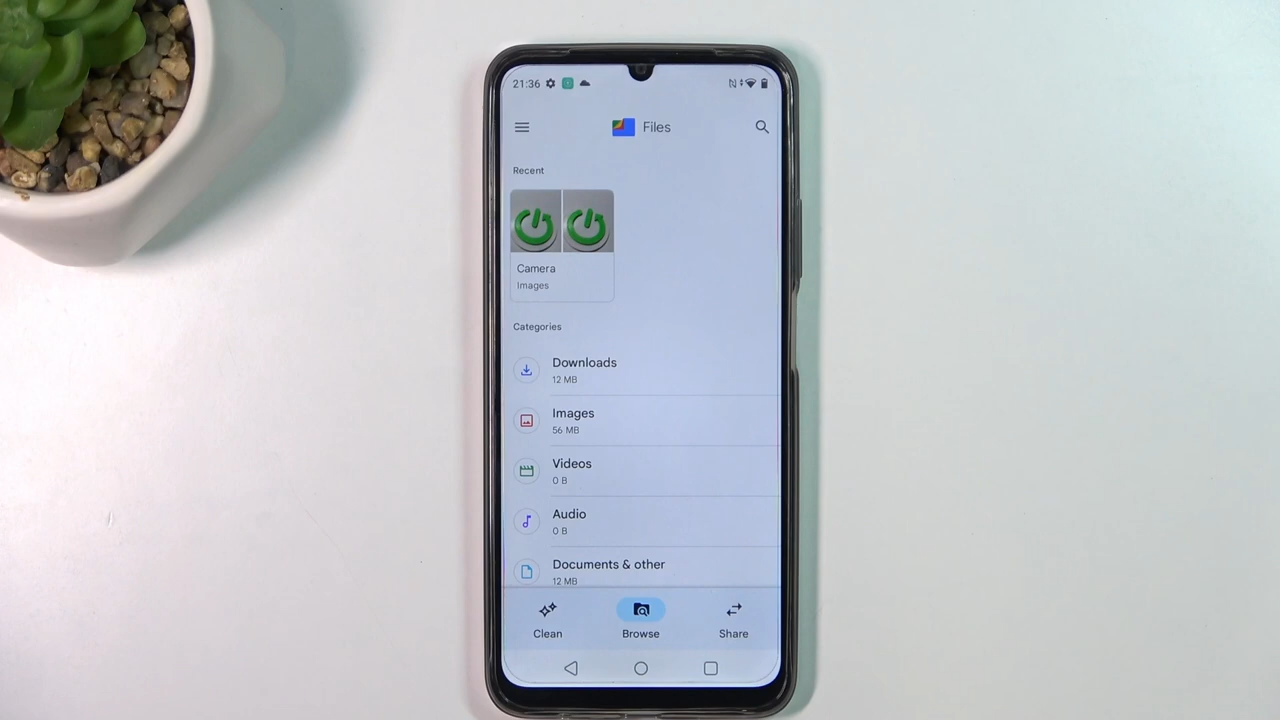 21:36
Files
Recent
Camera
Images
Categories
Downloads
12 MB
Images
56 MB
Videos
0 B
Audio
0 B
Documents & other
12 MB
Clean
Browse
Share